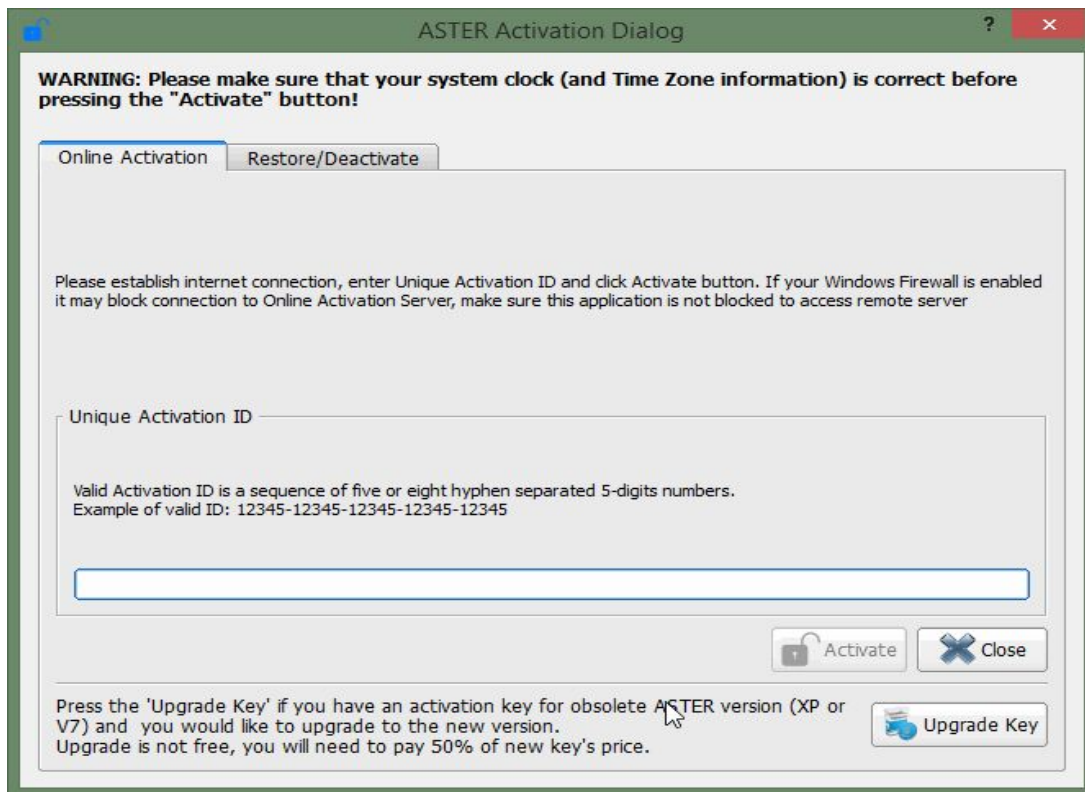 ASTER Activation Dialog
?
WARNING: Please make sure that your system clock (and Time Zone information) is correct before
pressing the "Activate" button!
Online Activation
Restore/Deactivate
Please establish internet connection, enter Unique Activation ID and click Activate button. If your Windows Firewall is enabled
it may block connection to Online Activation Server, make sure this application is not blocked to access remote server
Unique Activation ID
Valid Activation ID is a sequence of five or eight hyphen separated 5-digits numbers.
Example of valid ID: 12345-12345-12345-12345-12345
Activate
Close
Press the 'Upgrade Key' if you have an activation key for obsolete ASTER version (XP or
V7) and you would like to upgrade to the new version.
Upgrade is not free, you will need to pay 50% of new key's price.
Upgrade Key